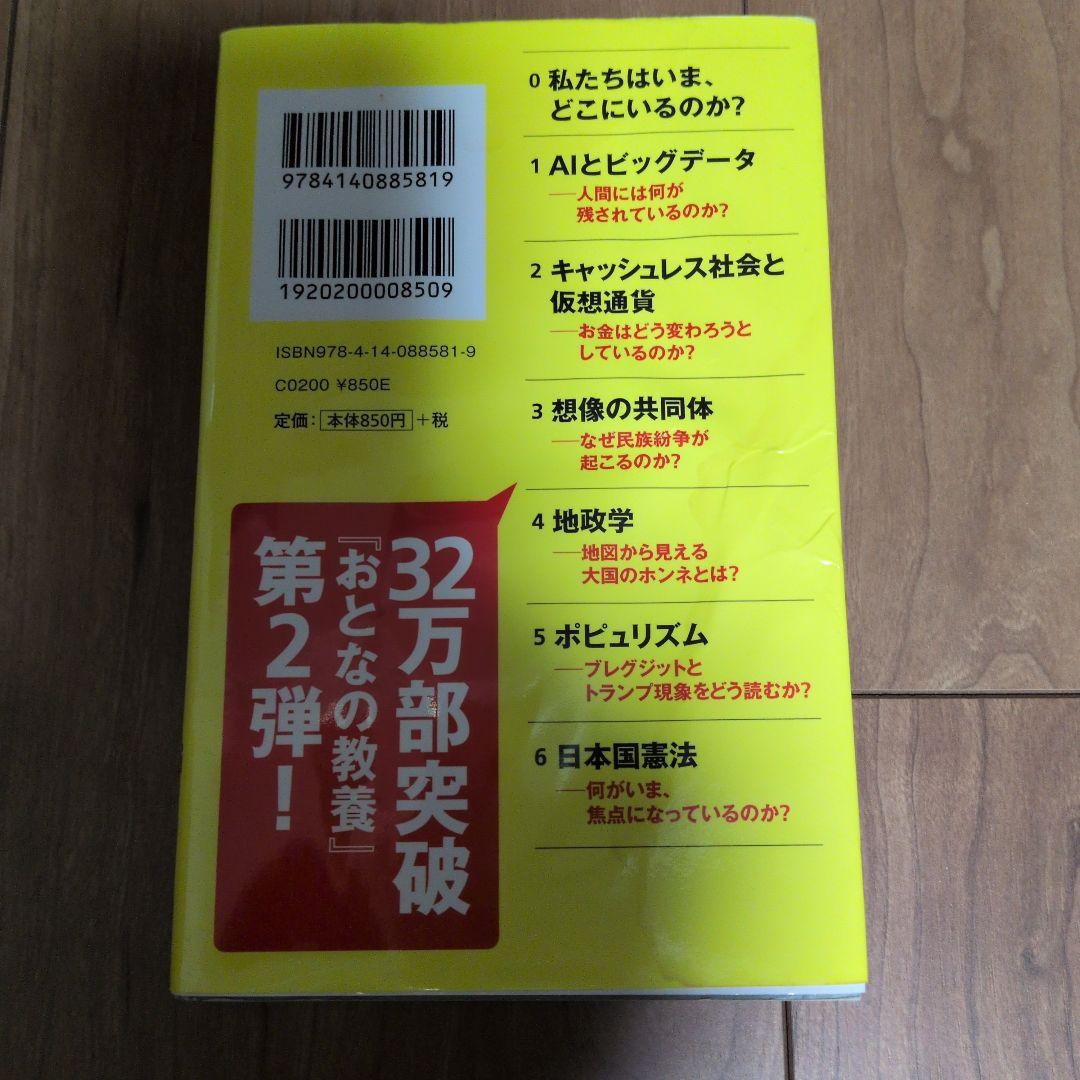 9784140885819
1920200008509
ISBN978-4-14-088581-9
C0200 ¥850E
定価：本体850円+税
32万部突破
『おとなの教養』
第2弾！
0 私たちはいま、
どこにいるのか？
1 AIとビッグデータ
──人間には何が
残されているのか？
2 キャッシュレス社会と
仮想通貨
──お金はどう変わろうと
しているのか？
3 想像の共同体
──なぜ民族紛争が
起こるのか？
4 地政学
──地図から見える
大国のホンネとは？
5 ポピュリズム
──ブレグジットと
トランプ現象をどう読むか？
6 日本国憲法
──何がいま、
焦点になっているのか？